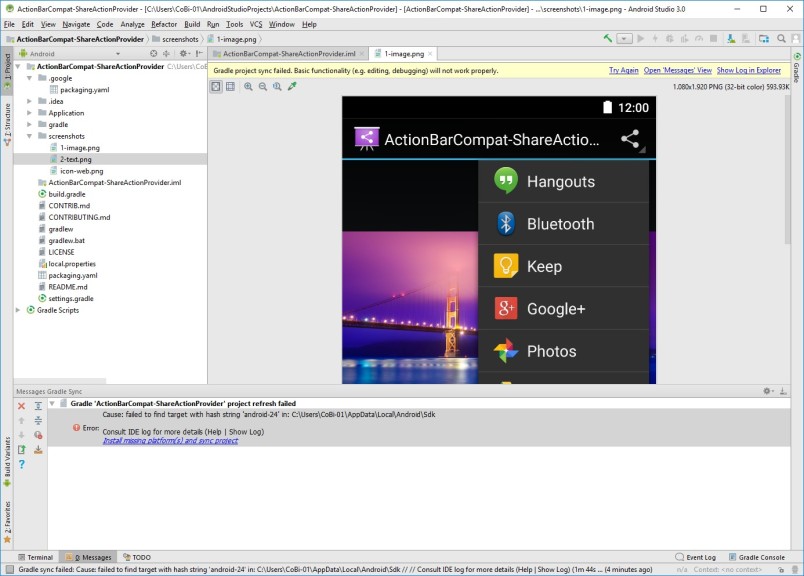 ActionBarCompat-ShareActionProvider - [C:\Users\CoBi-01\AndroidStudioProjects\ActionBarCompat-ShareActionProvider] - [ActionBarCompat-ShareActionProvider] - ...\screenshots\1-image.png - Android Studio 3.0
File Edit View Navigate Code Analyze Refactor Build Run Tools VCS Window Help
ActionBarCompat-ShareActionProvider screenshots 1-image.png
Android
ActionBarCompat-ShareActionProvider.iml 1-image.png
1: Project
ActionBarCompat-ShareActionProvider C:\Users\CoB
Gradle project sync failed. Basic functionality (e.g. editing, debugging) will not work properly. Try Again Open 'Messages' View Show Log in Explorer
Gradle
.google
packaging.yaml
1.080x1.920 PNG (32-bit color) 593.93K
.idea
Application
gradle
Z: Structure
screenshots
1-image.png
2-text.png
icon-web.png
ActionBarCompat-ShareActionProvider.iml
build.gradle
CONTRIB.md
CONTRIBUTING.md
gradlew
gradlew.bat
LICENSE
local.properties
packaging.yaml
README.md
settings.gradle
Gradle Scripts
12:00
ActionBarCompat-ShareActio...
Hangouts
Bluetooth
Keep
Google+
Photos
Messages Gradle Sync
Gradle 'ActionBarCompat-ShareActionProvider' project refresh failed
Cause: failed to find target with hash string 'android-24' in: C:\Users\CoBi-01\AppData\Local\Android\Sdk
Error:
Consult IDE log for more details (Help | Show Log)
Install missing platform(s) and sync project
Build Variants
2: Favorites
Terminal 0: Messages TODO Event Log Gradle Console
Gradle sync failed: Cause: failed to find target with hash string 'android-24' in: C:\Users\CoBi-01\AppData\Local\Android\Sdk // // Consult IDE log for more details (Help | Show Log) (1m 44s ... (4 minutes ago) n/a Context: <no context>